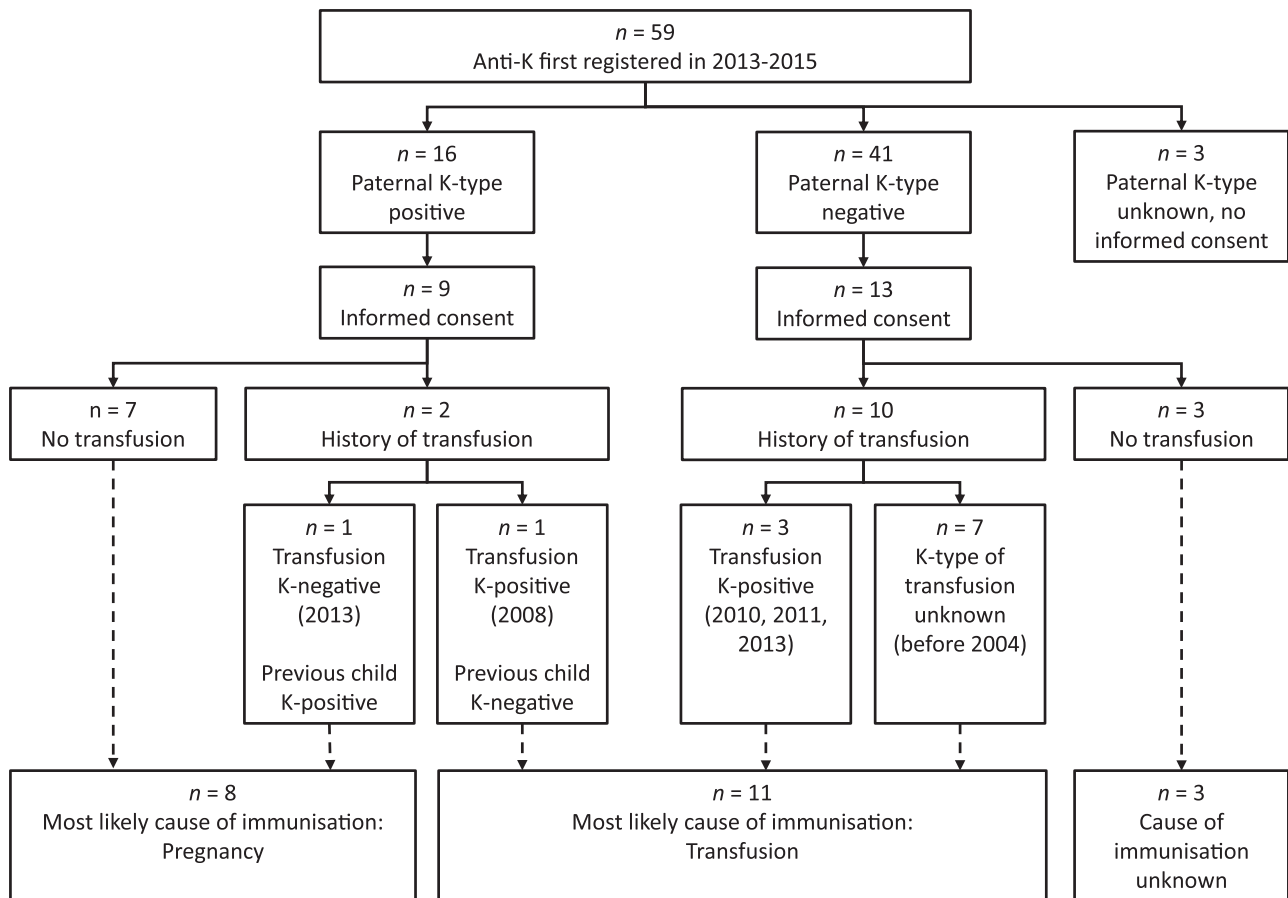 n = 59
Anti-K first registered in 2013-2015
n = 16
Paternal K-type
positive
n = 41
Paternal K-type
negative
n = 3
Paternal K-type
unknown, no
informed consent
n = 9
Informed consent
n = 13
Informed consent
n = 7
No transfusion
n = 2
History of transfusion
n = 10
History of transfusion
n = 3
No transfusion
n = 1
Transfusion
K-negative
(2013)
Previous child
K-positive
n = 1
Transfusion
K-positive
(2008)
Previous child
K-negative
n = 3
Transfusion
K-positive
(2010, 2011,
2013)
n = 7
K-type of
transfusion
unknown
(before 2004)
n = 8
Most likely cause of immunisation:
Pregnancy
n = 11
Most likely cause of immunisation:
Transfusion
n = 3
Cause of
immunisation
unknown